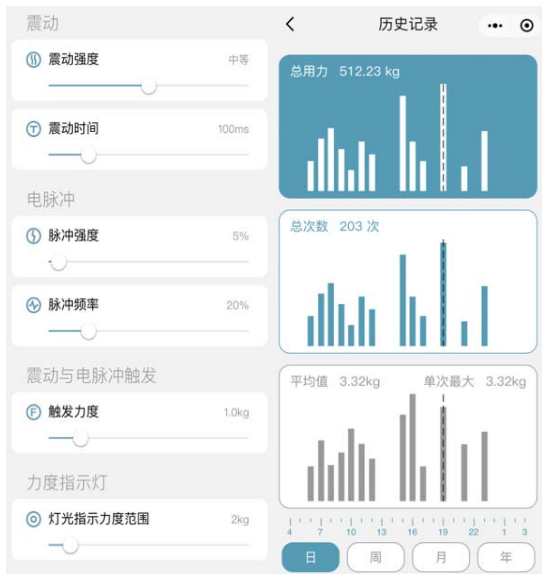 震动
震动强度 中等
震动时间 100ms
电脉冲
脉冲强度 5%
脉冲频率 20%
震动与电脉冲触发
触发力度 1.0kg
力度指示灯
灯光指示力度范围 2kg
历史记录
总用力 512.23 kg
总次数 203 次
平均值 3.32kg 单次最大 3.32kg
4 7 10 13 16 19 22 1 3
日 周 月 年